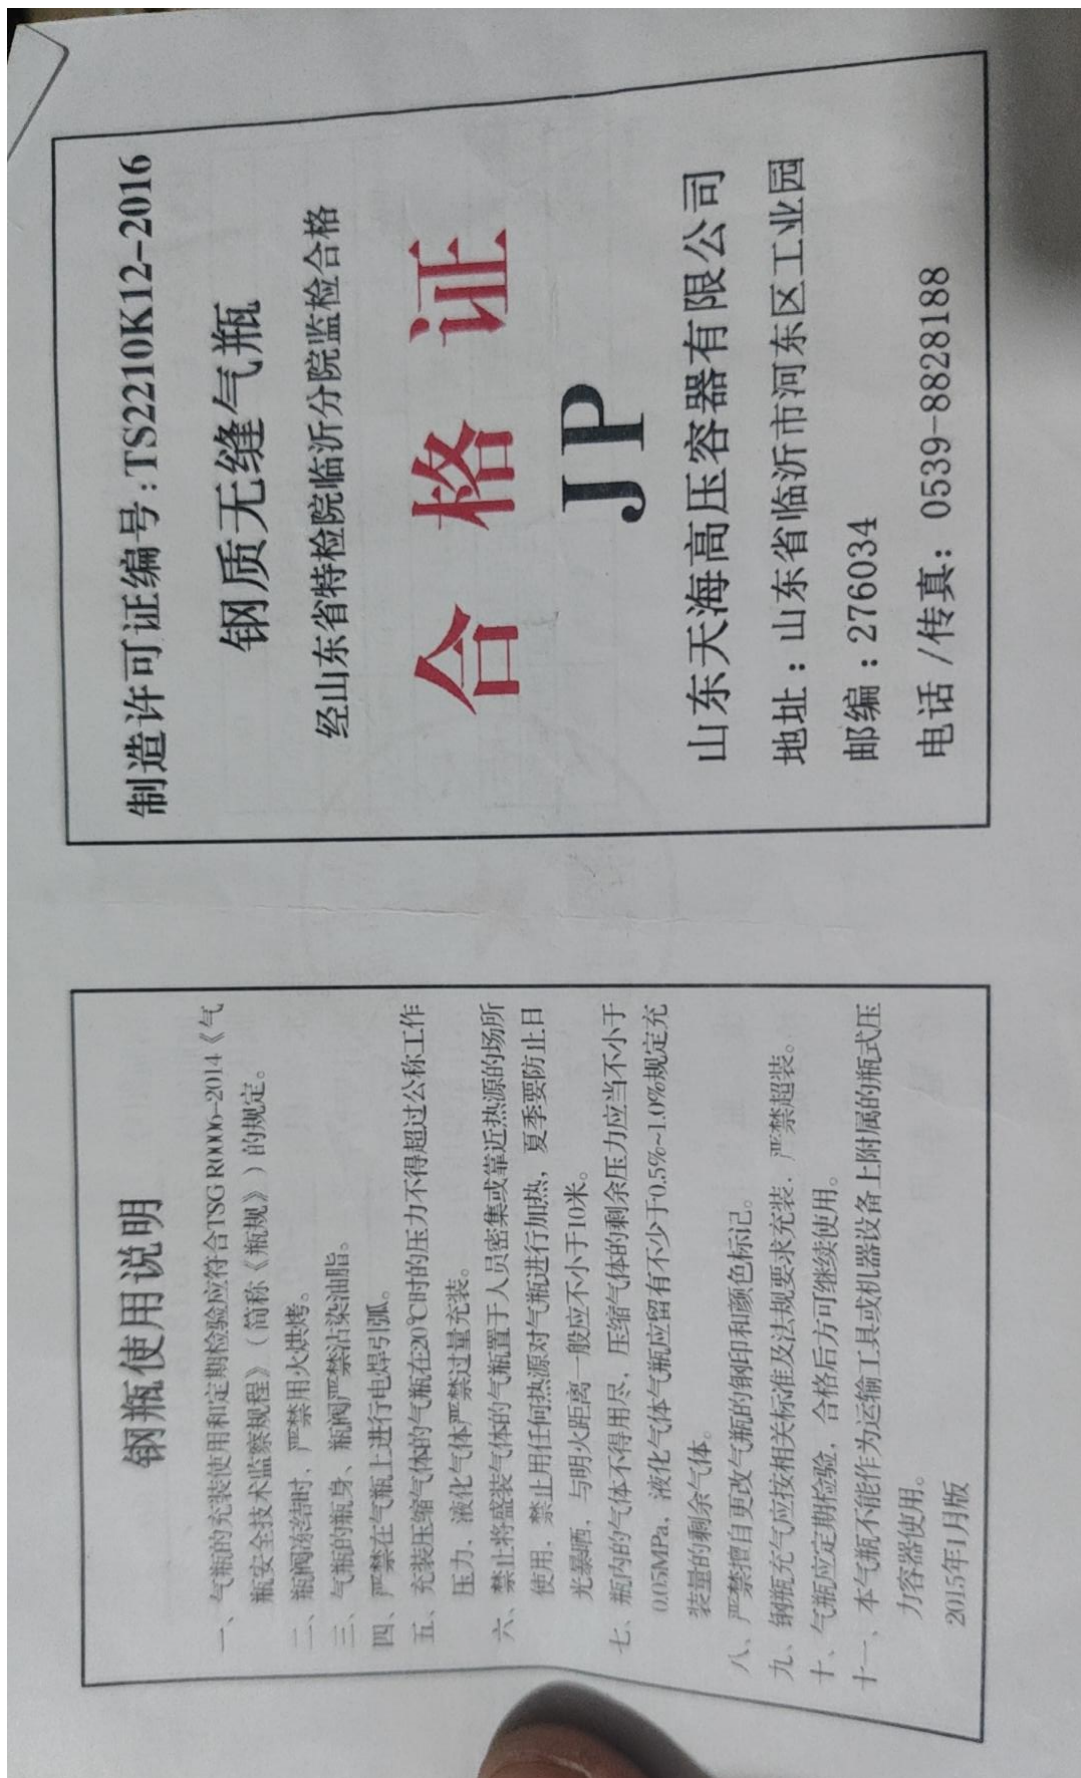 钢瓶使用说明
一、气瓶的充装使用和定期检验应符合TSG R0006-2014《气
瓶安全技术监察规程》（简称《瓶规》）的规定。
二、瓶阀冻结时，严禁用火烘烤。
三、气瓶的瓶身、瓶阀严禁沾染油脂。
四、严禁在气瓶上进行电焊引弧。
五、充装压缩气体的气瓶在20℃时的压力不得超过公称工作
压力，液化气体严禁过量充装。
六、禁止将盛装气体的气瓶置于人员密集或靠近热源的场所
使用，禁止用任何热源对气瓶进行加热，夏季要防止日
光暴晒，与明火距离一般应不小于10米。
七、瓶内的气体不得用尽，压缩气体的剩余压力应当不小于
0.05MPa，液化气体气瓶应留有不少于0.5%~1.0%规定充
装量的剩余气体。
八、严禁擅自更改气瓶的钢印和颜色标记。
九、钢瓶充气应按相关标准及法规要求充装，严禁超装。
十、气瓶应定期检验，合格后方可继续使用。
十一、本气瓶不能作为运输工具或机器设备上附属的瓶式压
力容器使用。
2015年1月版
制造许可证编号：TS2210K12-2016
钢质无缝气瓶
经山东省特检院临沂分院监检合格
合格证
JP
山东天海高压容器有限公司
地址：山东省临沂市河东区工业园
邮编：276034
电话/传真：0539-8828188